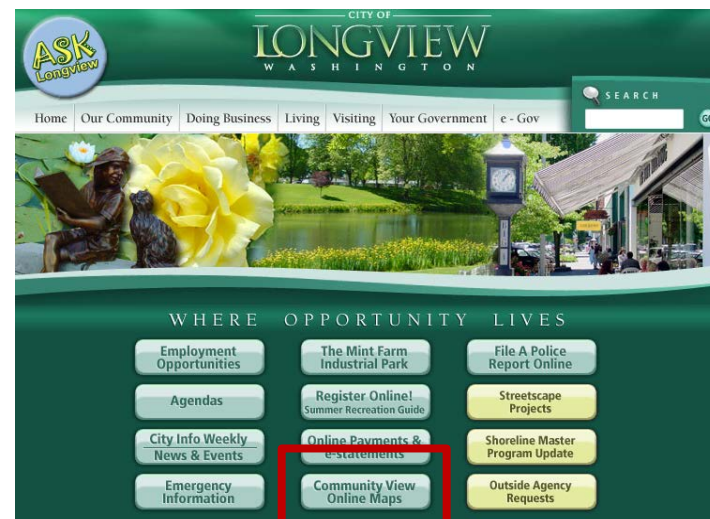 CITY OF
LONGVIEW
WASHINGTON
ASK
Longview
SEARCH
Home Our Community Doing Business Living Visiting Your Government e - Gov
GO
WHERE OPPORTUNITY LIVES
Employment
Opportunities
The Mint Farm
Industrial Park
File A Police
Report Online
Agendas
Register Online!
Summer Recreation Guide
Streetscape
Projects
City Info Weekly
News & Events
Online Payments &
e-statements
Shoreline Master
Program Update
Emergency
Information
Community View
Online Maps
Outside Agency
Requests